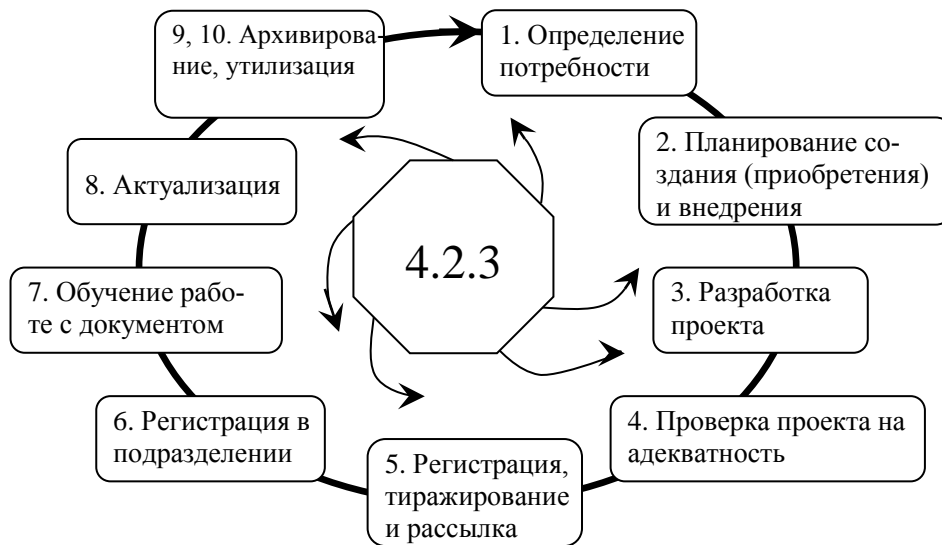 9, 10. Архивирова-
ние, утилизация
1. Определение
потребности
2. Планирование со-
здания (приобретения)
и внедрения
8. Актуализация
4.2.3
7. Обучение рабо-
те с документом
3. Разработка
проекта
6. Регистрация в
подразделении
4. Проверка проекта на
адекватность
5. Регистрация,
тиражирование
и рассылка